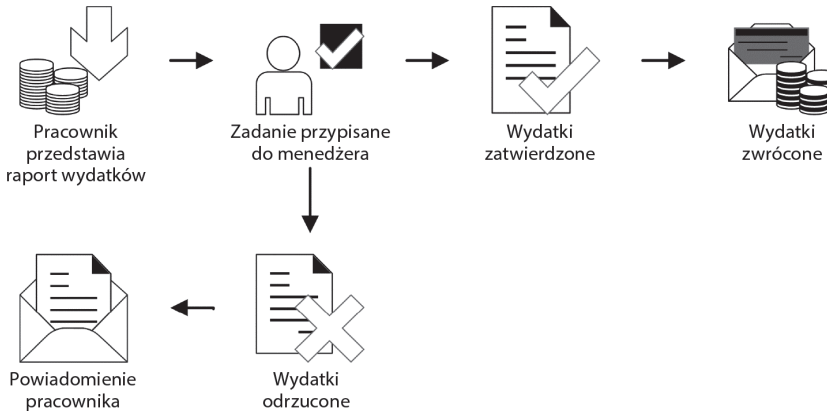 Pracownik
przedstawia
raport wydatków
Zadanie przypisane
do menedżera
Wydatki
zatwierdzone
Wydatki
zwrócone
Powiadomienie
pracownika
Wydatki
odrzucone